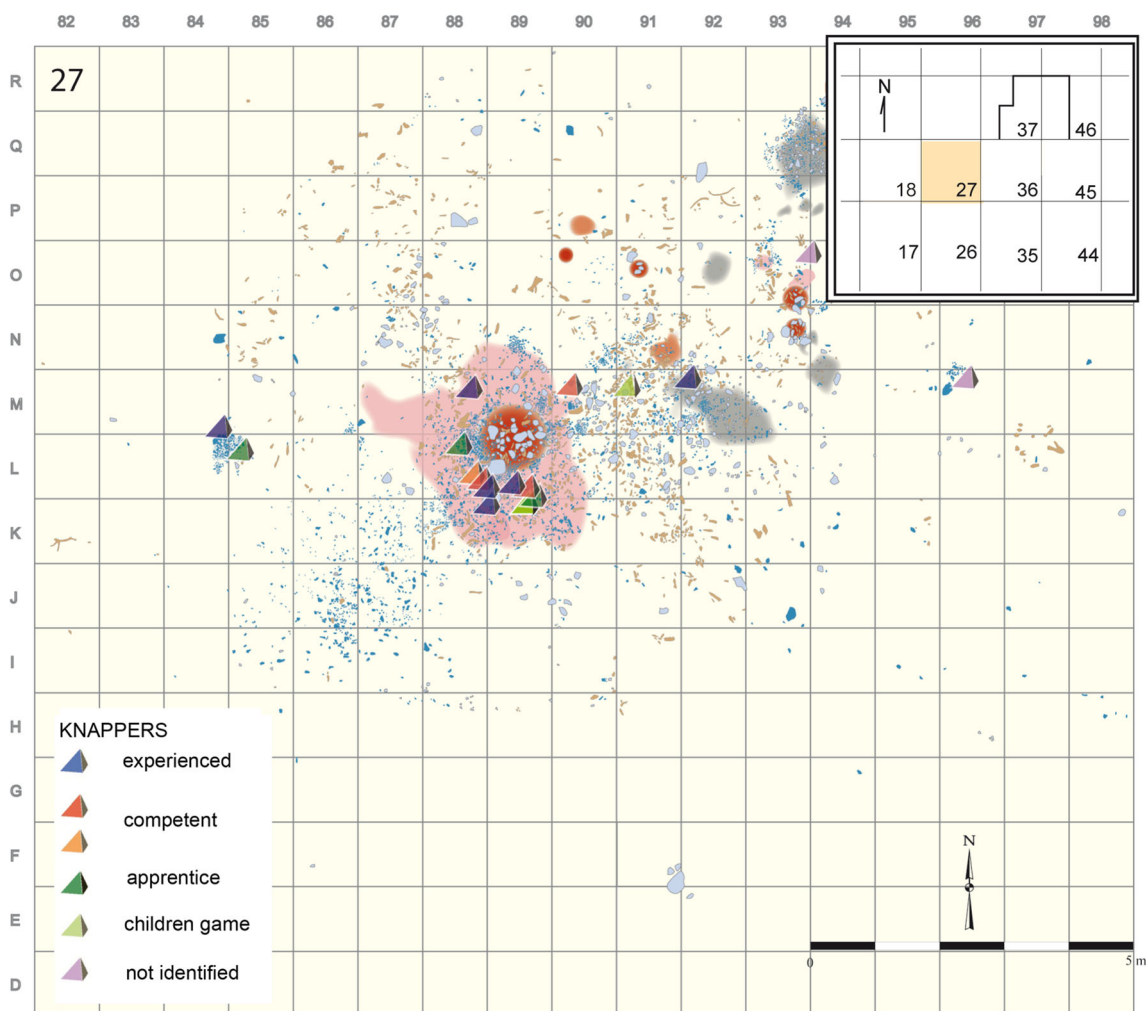 82 83 84 85 86 87 88 89 90 91 92 93 94 95 96 97 98
27
R
Q
P
O
N
M
L
K
J
I
H
G
F
E
D
N
37 46
18 27 36 45
17 26 35 44
KNAPPERS
experienced
competent
apprentice
children game
not identified
N
0 5 m